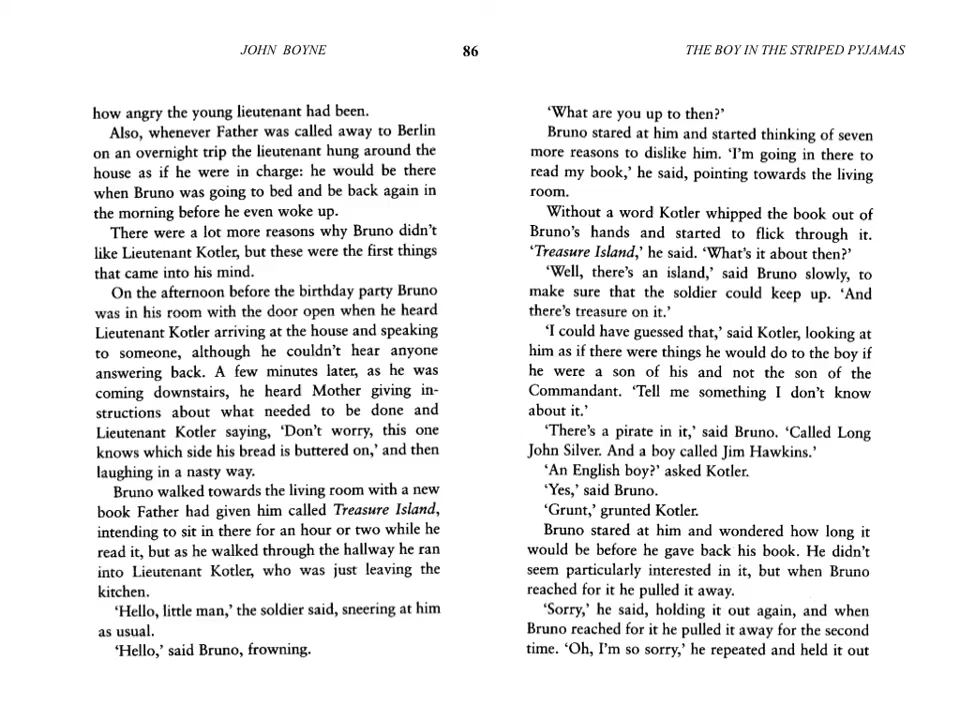 JOHN BOYNE
86
THE BOY IN THE STRIPED PYJAMAS
how angry the young lieutenant had been.
Also, whenever Father was called away to Berlin
on an overnight trip the lieutenant hung around the
house as if he were in charge: he would be there
when Bruno was going to bed and be back again in
the morning before he even woke up.
There were a lot more reasons why Bruno didn't
like Lieutenant Kotler, but these were the first things
that came into his mind.
On the afternoon before the birthday party Bruno
was in his room with the door open when he heard
Lieutenant Kotler arriving at the house and speaking
to someone, although he couldn't hear anyone
answering back. A few minutes later, as he was
coming downstairs, he heard Mother giving in-
structions about what needed to be done and
Lieutenant Kotler saying, 'Don't worry, this one
knows which side his bread is buttered on,' and then
laughing in a nasty way.
Bruno walked towards the living room with a new
book Father had given him called Treasure Island,
intending to sit in there for an hour or two while he
read it, but as he walked through the hallway he ran
into Lieutenant Kotler, who was just leaving the
kitchen.
'Hello, little man,' the soldier said, sneering at him
as usual.
'Hello,' said Bruno, frowning.
'What are you up to then?'
Bruno stared at him and started thinking of seven
more reasons to dislike him. 'I'm going in there to
read my book,' he said, pointing towards the living
room.
Without a word Kotler whipped the book out of
Bruno's hands and started to flick through it.
'Treasure Island,' he said. 'What's it about then?'
'Well, there's an island,' said Bruno slowly, to
make sure that the soldier could keep up. 'And
there's treasure on it.'
'I could have guessed that,' said Kotler, looking at
him as if there were things he would do to the boy if
he were a son of his and not the son of the
Commandant. 'Tell me something I don't know
about it.'
'There's a pirate in it,' said Bruno. 'Called Long
John Silver. And a boy called Jim Hawkins.'
'An English boy?' asked Kotler.
'Yes,' said Bruno.
'Grunt,' grunted Kotler.
Bruno stared at him and wondered how long it
would be before he gave back his book. He didn't
seem particularly interested in it, but when Bruno
reached for it he pulled it away.
'Sorry,' he said, holding it out again, and when
Bruno reached for it he pulled it away for the second
time. 'Oh, I'm so sorry,' he repeated and held it out